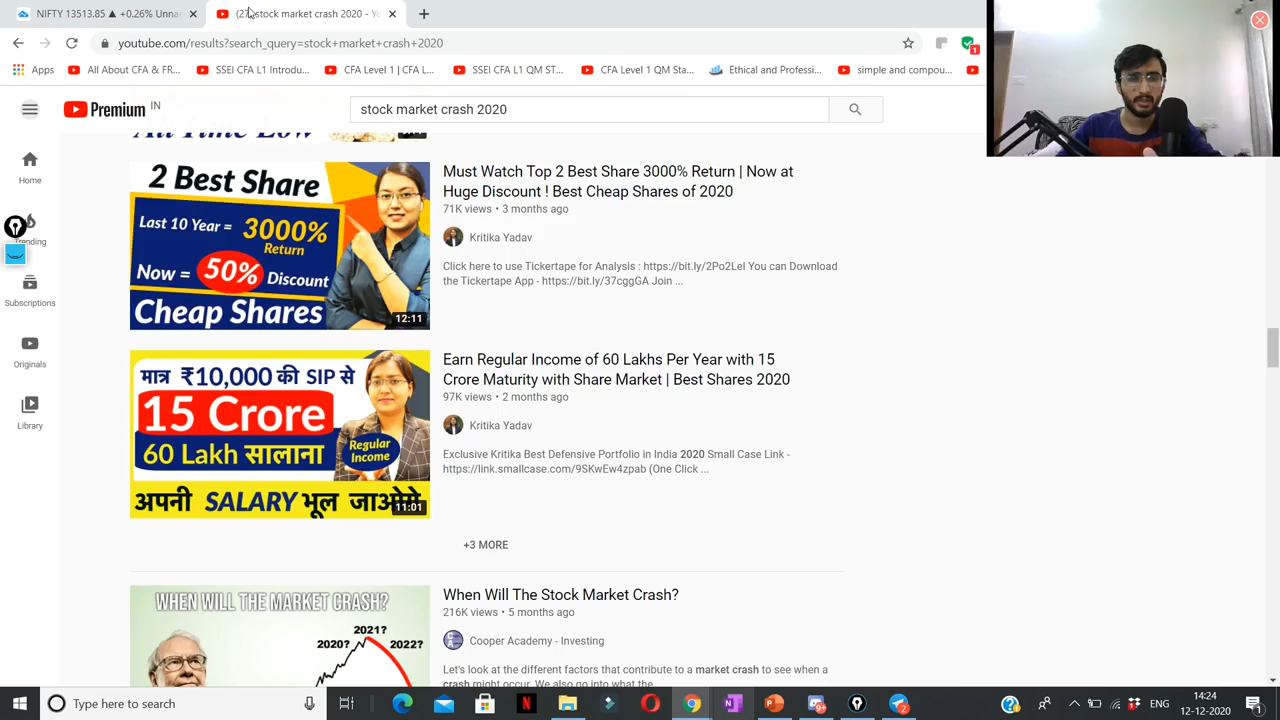 NIFTY 13513.85 ▲ +0.26% Unna
stock market crash 2020 - Yo
youtube.com/results?search_query=stock+market+crash+2020
1
Apps
All About CFA & FR...
SSEI CFA L1 Introdu...
CFA Level 1 | CFA L...
SSEI CFA L1 QM ST...
CFA Level 1 QM Sta...
Ethical and Professi...
simple and compou...
Premium IN
stock market crash 2020
Home
Trending
Subscriptions
Originals
Library
All Time Low
2 Best Share
Last 10 Year = 3000%
Return
Now = 50% Discount
Cheap Shares
12:11
Must Watch Top 2 Best Share 3000% Return | Now at
Huge Discount ! Best Cheap Shares of 2020
71K views • 3 months ago
Kritika Yadav
Click here to use Tickertape for Analysis : https://bit.ly/2Po2LeI You can Download
the Tickertape App - https://bit.ly/37cggGA Join ...
मात्र ₹10,000 की SIP से
15 Crore
60 Lakh सालाना
Regular
Income
अपनी SALARY भूल जाओगे
11:01
Earn Regular Income of 60 Lakhs Per Year with 15
Crore Maturity with Share Market | Best Shares 2020
97K views • 2 months ago
Kritika Yadav
Exclusive Kritika Best Defensive Portfolio in India 2020 Small Case Link -
https://link.smallcase.com/9SKwEw4zpab (One Click ...
+3 MORE
WHEN WILL THE MARKET CRASH?
2021?
2020?
2022?
When Will The Stock Market Crash?
216K views • 5 months ago
Cooper Academy - Investing
Let's look at the different factors that contribute to a market crash to see when a
crash might occur. We also go into what the
Type here to search
2
ENG
14:24
12-12-2020
1